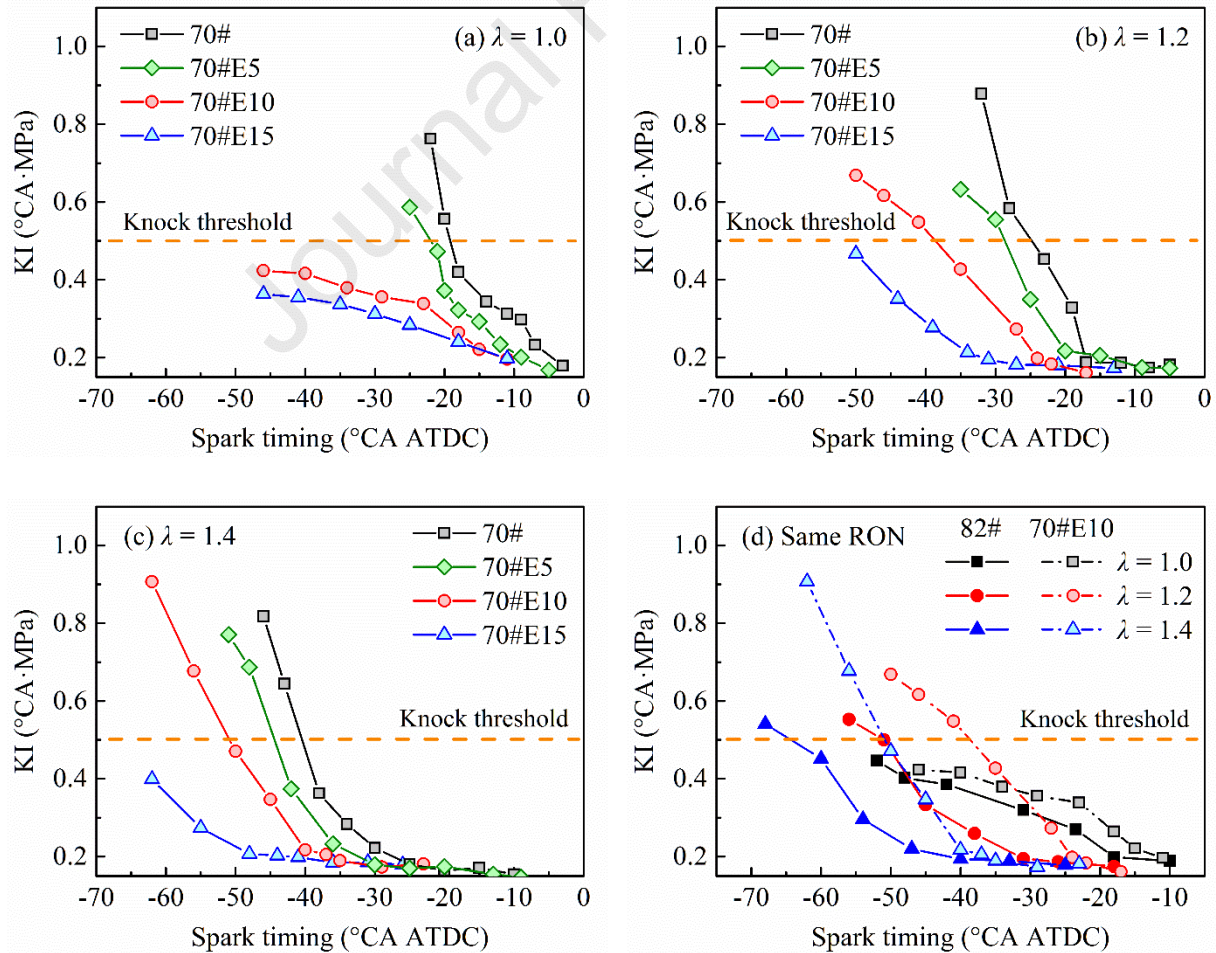 Journal
(a) λ = 1.0
70#
70#E5
70#E10
70#E15
Knock threshold
KI (°CA·MPa)
1.0
0.8
0.6
0.4
0.2
-70 -60 -50 -40 -30 -20 -10 0
Spark timing (°CA ATDC)
(b) λ = 1.2
70#
70#E5
70#E10
70#E15
Knock threshold
KI (°CA·MPa)
1.0
0.8
0.6
0.4
0.2
-70 -60 -50 -40 -30 -20 -10 0
Spark timing (°CA ATDC)
(c) λ = 1.4
70#
70#E5
70#E10
70#E15
Knock threshold
KI (°CA·MPa)
1.0
0.8
0.6
0.4
0.2
-70 -60 -50 -40 -30 -20 -10 0
Spark timing (°CA ATDC)
(d) Same RON
82# 70#E10
λ = 1.0
λ = 1.2
λ = 1.4
Knock threshold
KI (°CA·MPa)
1.0
0.8
0.6
0.4
0.2
-70 -60 -50 -40 -30 -20 -10
Spark timing (°CA ATDC)